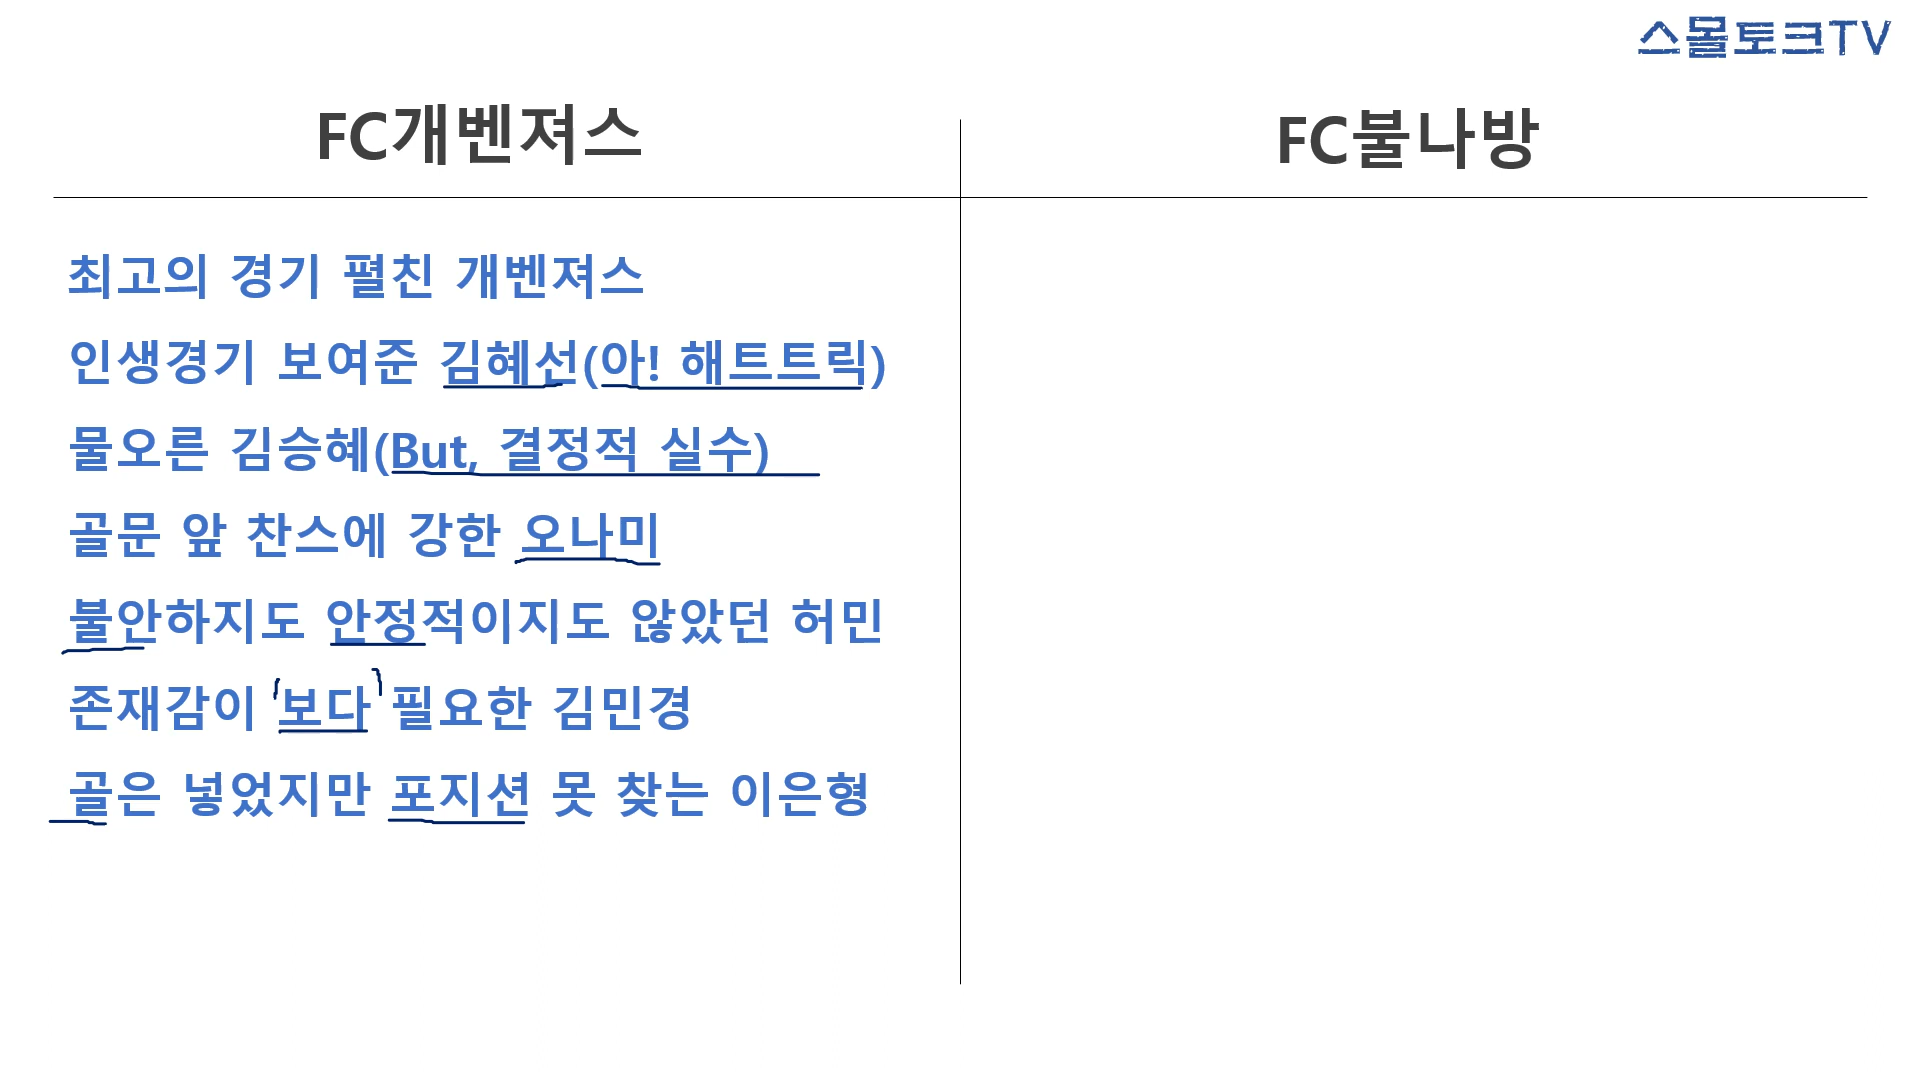 스몰토크TV
FC개벤져스
FC불나방
최고의 경기 펼친 개벤져스
인생경기 보여준 김혜선(아! 해트트릭)
물오른 김승혜(But, 결정적 실수)
골문 앞 찬스에 강한 오나미
불안하지도 안정적이지도 않았던 허민
존재감이 '보다' 필요한 김민경
골은 넣었지만 포지션 못 찾는 이은형